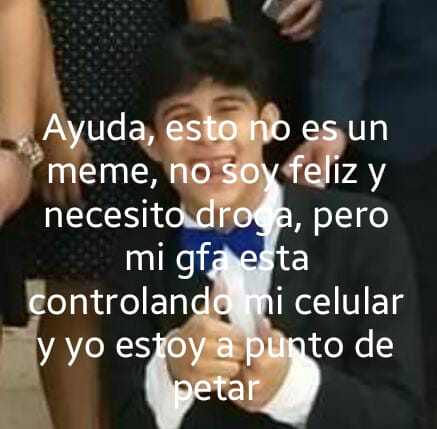 Ayuda, esto no es un
meme, no soy feliz y
necesito droga, pero
mi gfa esta
controlando mi celular
y yo estoy a punto de
petar